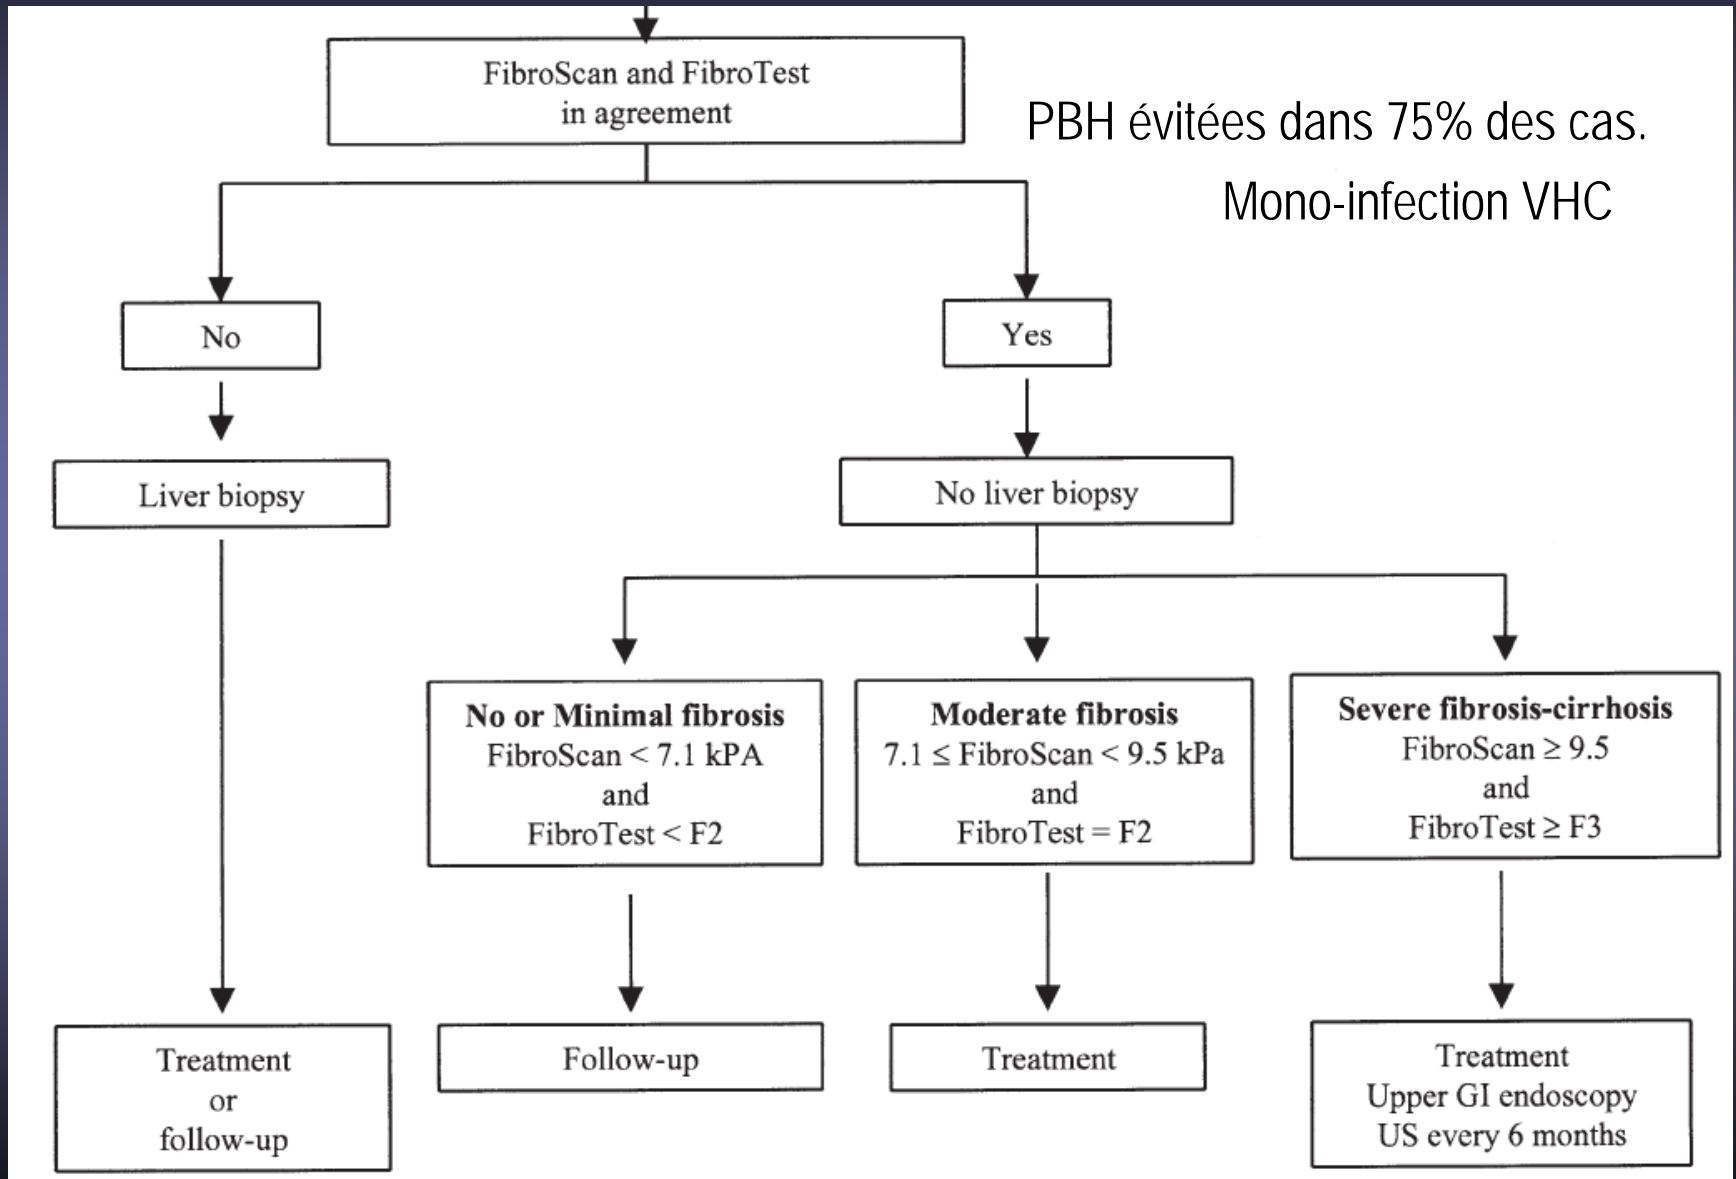 FibroScan and FibroTest
in agreement
PBH évitées dans 75% des cas.
Mono-infection VHC
No
Yes
Liver biopsy
No liver biopsy
No or Minimal fibrosis
FibroScan < 7.1 kPA
and
FibroTest < F2
Moderate fibrosis
7.1 ≤ FibroScan < 9.5 kPa
and
FibroTest = F2
Severe fibrosis-cirrhosis
FibroScan ≥ 9.5
and
FibroTest ≥ F3
Treatment
or
follow-up
Follow-up
Treatment
Treatment
Upper GI endoscopy
US every 6 months